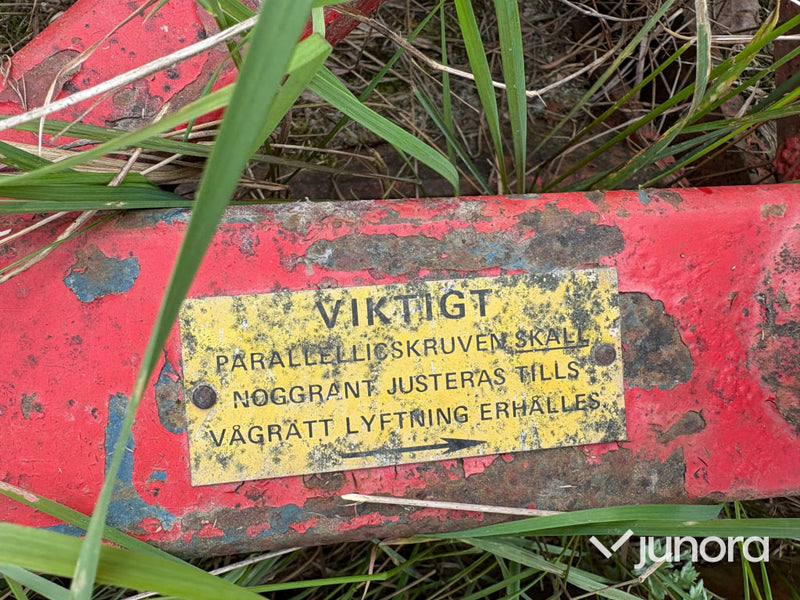 VIKTIGT
PARALLELLICSKRUVEN SKALL
NOGGRANT JUSTERAS TILLS
VÅGRÄTT LYFTNING ERHÅLLES
junora